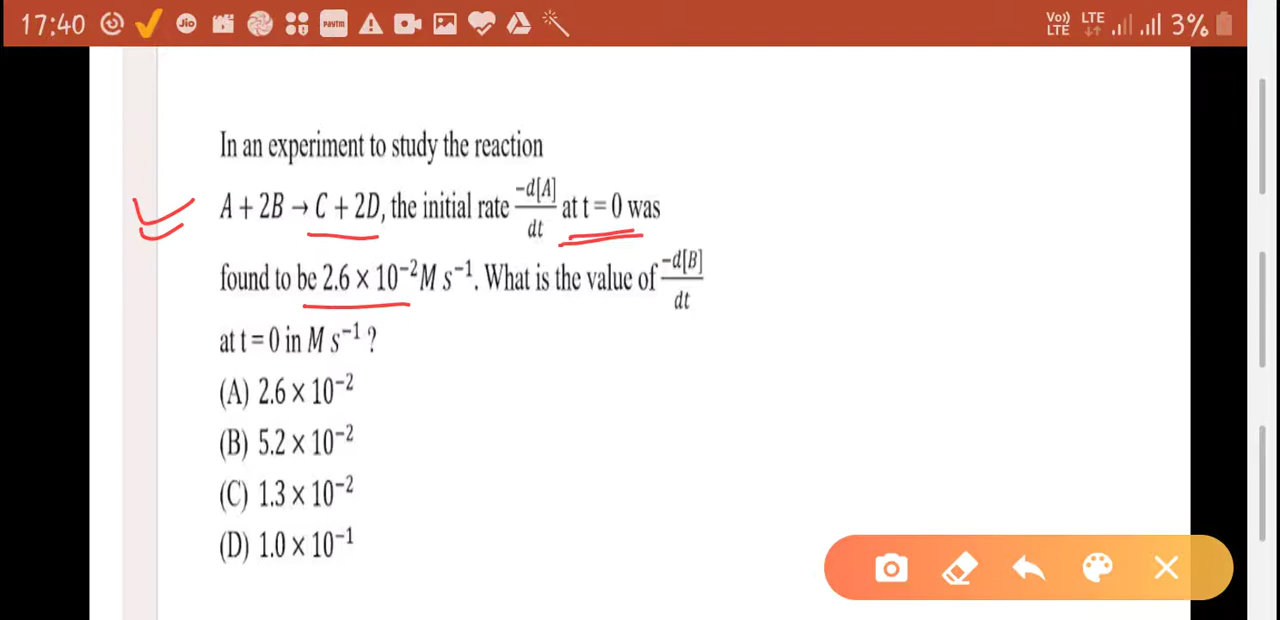 17:40 Jio Paytm Vo)) LTE LTE 3%
In an experiment to study the reaction
A + 2B → C + 2D, the initial rate -d[A]/dt at t = 0 was
found to be 2.6 × 10⁻² M s⁻¹. What is the value of -d[B]/dt
at t = 0 in M s⁻¹ ?
(A) 2.6 × 10⁻²
(B) 5.2 × 10⁻²
(C) 1.3 × 10⁻²
(D) 1.0 × 10⁻¹